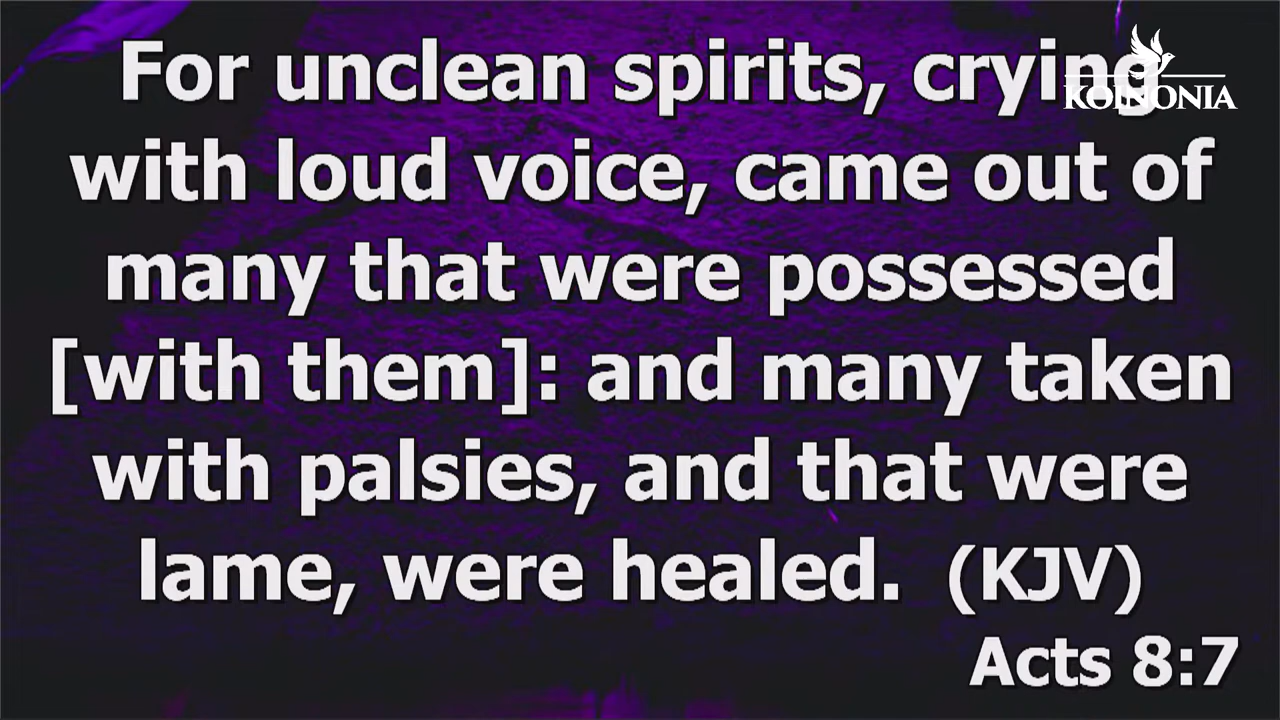 For unclean spirits, crying
KOINONIA
with loud voice, came out of
many that were possessed
[with them]: and many taken
with palsies, and that were
lame, were healed. (KJV)
Acts 8:7